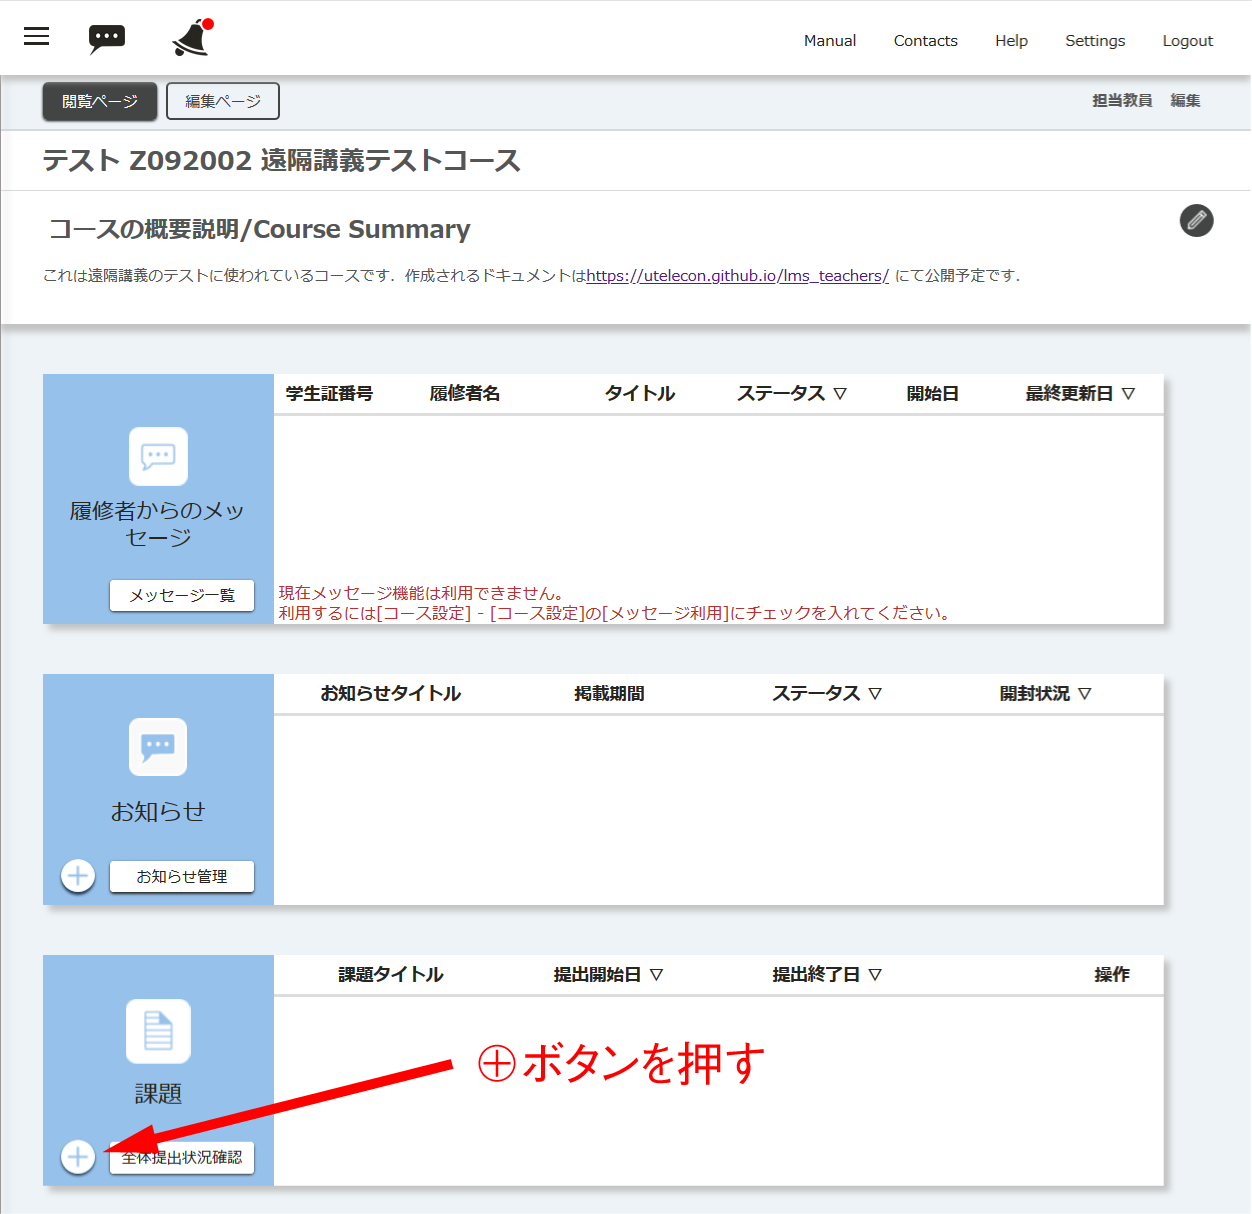 Manual Contacts Help Settings Logout
閲覧ページ 編集ページ 担当教員 編集
テスト Z092002 遠隔講義テストコース
コースの概要説明/Course Summary
これは遠隔講義のテストに使われているコースです．作成されるドキュメントはhttps://utelecon.github.io/lms_teachers/ にて公開予定です．
学生証番号 履修者名 タイトル ステータス ▽ 開始日 最終更新日 ▽
履修者からのメッ
セージ
メッセージ一覧
現在メッセージ機能は利用できません。
利用するには[コース設定] - [コース設定]の[メッセージ利用]にチェックを入れてください。
お知らせタイトル 掲載期間 ステータス ▽ 開封状況 ▽
お知らせ
お知らせ管理
課題タイトル 提出開始日 ▽ 提出終了日 ▽ 操作
⊕ボタンを押す
課題
全体提出状況確認